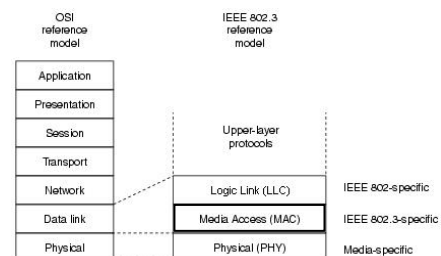 OSI
reference
model
IEEE 802.3
reference
model
Application
Presentation
Session
Transport
Network
Data link
Physical
Upper-layer
protocols
Logic Link (LLC)
Media Access (MAC)
Physical (PHY)
IEEE 802-specific
IEEE 802.3-specific
Media-specific